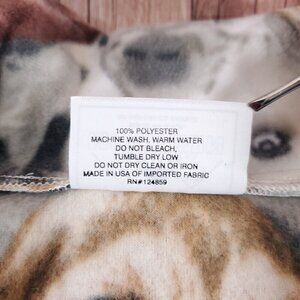 100% POLYESTER
MACHINE WASH, WARM WATER
DO NOT BLEACH,
TUMBLE DRY LOW
DO NOT DRY CLEAN OR IRON
MADE IN USA OF IMPORTED FABRIC
RN#124859